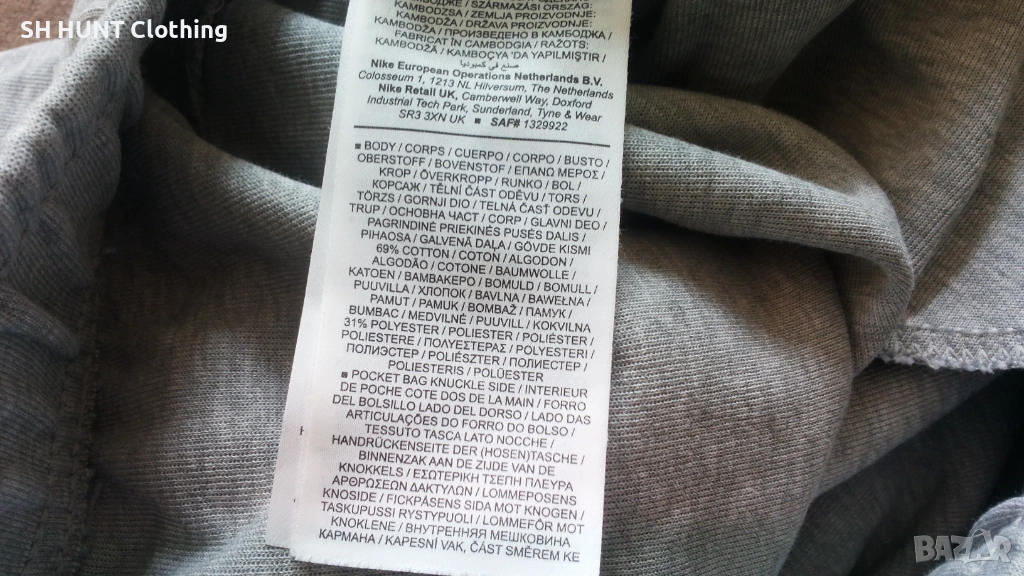 SH HUNT Clothing
CAMBODGE / SZÁRMAZÁSI ORSZÁG:
KAMBODZSA / ZEMLJA PROIZVODNJE:
KAMBODŽA / DRŽAVA PROIZVODNJE:
KAMBODŽA / ПРОИЗВЕДЕНО В КАМБОДЖА /
FABRICAT ÎN CAMBODGIA / RAŽOTS:
KAMBODŽĀ / KAMBOÇYA 'DA YAPILMIŞTIR /
صنع في كمبوديا
Nike European Operations Netherlands B.V.
Colosseum 1, 1213 NL Hilversum, The Netherlands
Nike Retail UK, Camberwell Way, Doxford
Industrial Tech Park, Sunderland, Tyne & Wear
SR3 3XN UK ■ SAF# 1329922
■ BODY / CORPS / CUERPO / CORPO / BUSTO /
OBERSTOFF / BOVENSTOF / ΕΠΑΝΩ ΜΕΡΟΣ /
KROP / ÖVERKROPP / RUNKO / BOL /
КОРСАЖ / TĚLNÍ ČÁST ODĚVU / TORS /
TÖRZS / GORNJI DIO / TELNÁ ČASŤ ODEVU /
TRUP / ОСНОВНА ЧАСТ / CORP / GLAVNI DEO /
PAGRINDINĖ PRIEKINĖS PUSĖS DALIS /
PIHAOSA / GALVENĀ DAĻA / GÖVDE KISMI
69% COTTON / COTON / ALGODON /
ALGODÃO / COTONE / BAUMWOLLE /
KATOEN / ΒΑΜΒΑΚΕΡΟ / BOMULD / BOMULL /
PUUVILLA / ХЛОПОК / BAVLNA / BAWEŁNA /
PAMUT / PAMUK / BOMBAŽ / ПАМУК /
BUMBAC / MEDVILNĖ / PUUVILL / KOKVILNA
31% POLYESTER / POLIESTER / POLIÉSTER /
POLIESTERE / ΠΟΛΥΕΣΤΕΡΑΣ / POLYESTERI /
ПОЛИЭСТЕР / POLIÉSZTER / ПОЛИЕСТЕР /
POLIESTERIS / POLÜESTER
■ POCKET BAG KNUCKLE SIDE / INTERIEUR
DE POCHE COTE DOS DE LA MAIN / FORRO
DEL BOLSILLO LADO DEL DORSO / LADO DAS
ARTICULAÇÕES DO FORRO DO BOLSO /
TESSUTO TASCA LATO NOCCHE /
HANDRÜCKENSEITE DER (HOSEN)TASCHE /
BINNENZAK AAN DE ZIJDE VAN DE
KNOKKELS / ΕΣΩΤΕΡΙΚΗ ΤΣΕΠΗ ΠΛΕΥΡΑ
ΑΡΘΡΩΣΕΩΝ ΔΑΚΤΥΛΩΝ / LOMMEPOSENS
KNOSIDE / FICKPÅSENS SIDA MOT KNOGEN /
TASKUPUSSI RYSTYPUOLI / LOMMEFÔR MOT
KNOKLENE / ВНУТРЕННЯЯ МЕШКОВИНА
КАРМАНА / KAPESNÍ VAK, ČÁST SMĚREM KE
BAZAR